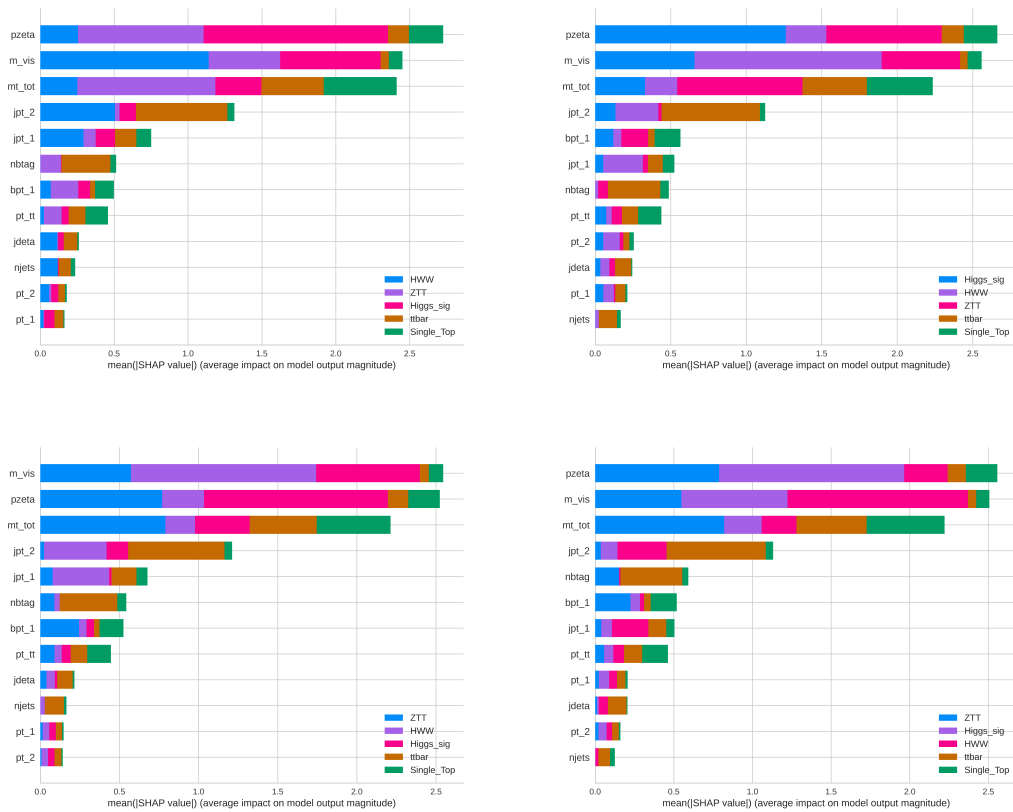 pzeta
m_vis
mt_tot
jpt_2
jpt_1
nbtag
bpt_1
pt_tt
jdeta
njets
pt_2
pt_1
HWW
ZTT
Higgs_sig
ttbar
Single_Top
0.0 0.5 1.0 1.5 2.0 2.5
mean(|SHAP value|) (average impact on model output magnitude)
pzeta
m_vis
mt_tot
jpt_2
bpt_1
jpt_1
nbtag
pt_tt
pt_2
jdeta
pt_1
njets
Higgs_sig
HWW
ZTT
ttbar
Single_Top
0.0 0.5 1.0 1.5 2.0 2.5
mean(|SHAP value|) (average impact on model output magnitude)
m_vis
pzeta
mt_tot
jpt_2
jpt_1
nbtag
bpt_1
pt_tt
jdeta
njets
pt_1
pt_2
ZTT
HWW
Higgs_sig
ttbar
Single_Top
0.0 0.5 1.0 1.5 2.0 2.5
mean(|SHAP value|) (average impact on model output magnitude)
pzeta
m_vis
mt_tot
jpt_2
nbtag
bpt_1
jpt_1
pt_tt
pt_1
jdeta
pt_2
njets
ZTT
Higgs_sig
HWW
ttbar
Single_Top
0.0 0.5 1.0 1.5 2.0 2.5
mean(|SHAP value|) (average impact on model output magnitude)